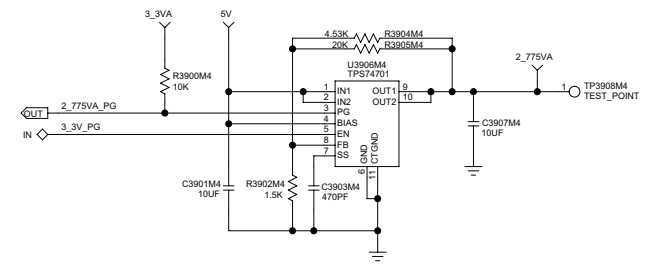 3_3VA
5V
4.53K R3904M4
20K R3905M4
2_775VA
U3906M4
TPS74701
R3900M4
10K
1 IN1 OUT1 9
2 IN2 OUT2 10
1 TP3908M4
TEST_POINT
OUT 2_775VA_PG
3 PG
4 BIAS
IN 3_3V_PG
5 EN
8 FB
7 SS
GND
CTGND
6
11
C3907M4
10UF
C3901M4
10UF
R3902M4
1.5K
C3903M4
470PF